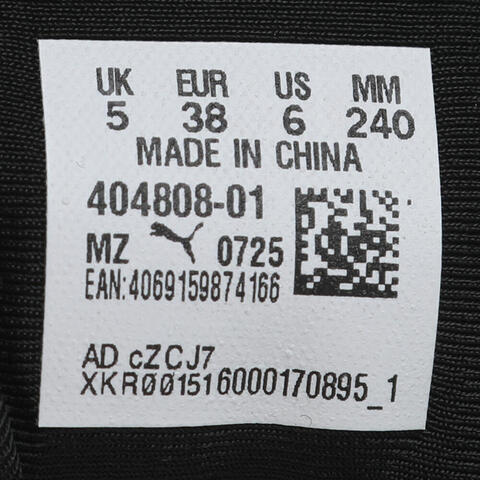 UK EUR US MM
5 38 6 240
MADE IN CHINA
404808-01
MZ 0725
EAN:4069159874166
AD cZCJ7
XKR001516000170895_1